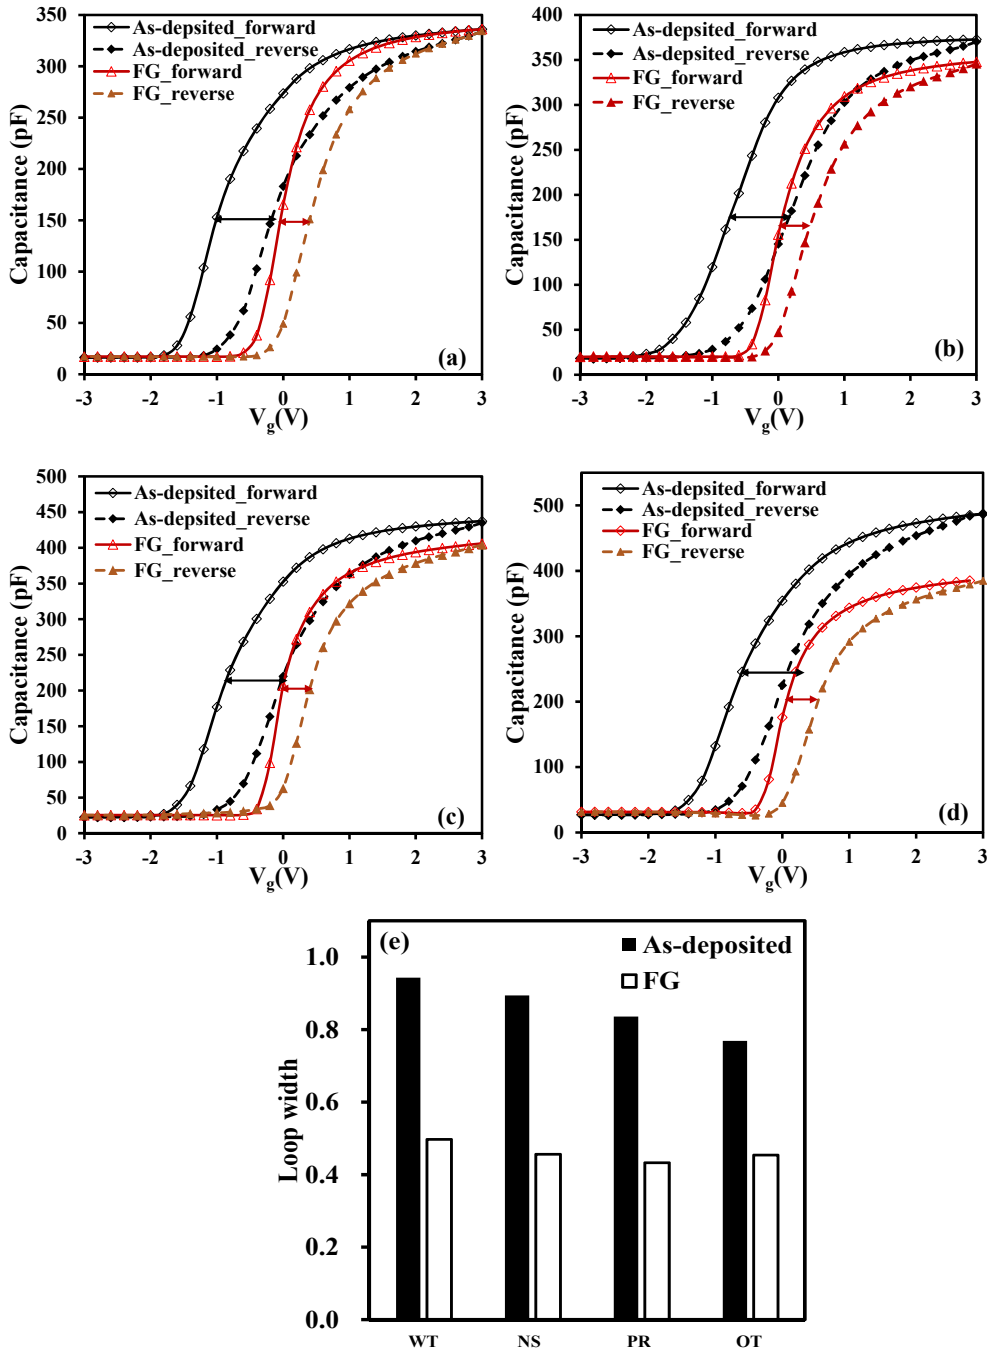 As-depsited_forward
As-deposited_reverse
FG_forward
FG_reverse
350
300
250
200
150
100
50
0
Capacitance (pF)
-3 -2 -1 0 1 2 3
Vg(V)
(a)
As-depsited_forward
As-depsited_reverse
FG_forward
FG_reverse
400
350
300
250
200
150
100
50
0
Capacitance (pF)
-3 -2 -1 0 1 2 3
Vg(V)
(b)
As-depsited_forward
As-depsited_reverse
FG_forward
FG_reverse
500
450
400
350
300
250
200
150
100
50
0
Capacitance (pF)
-3 -2 -1 0 1 2 3
Vg(V)
(c)
As-depsited_forward
As-depsited_reverse
FG_forward
FG_reverse
500
400
300
200
100
0
Capacitance (pF)
-3 -2 -1 0 1 2 3
Vg(V)
(d)
(e)
As-deposited
FG
1.0
0.8
0.6
0.4
0.2
0.0
Loop width
WT NS PR OT